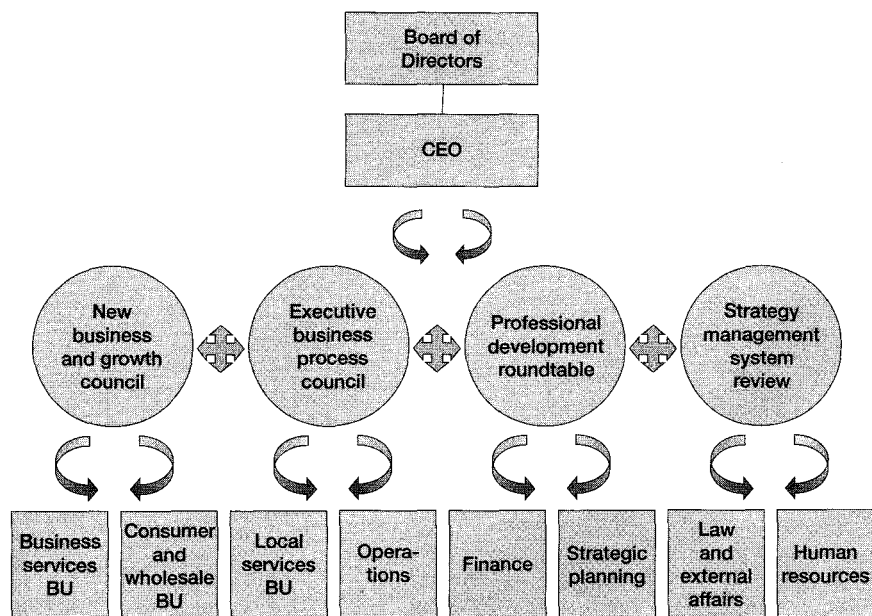 Board of
Directors
CEO
New
business
and growth
council
Executive
business
process
council
Professional
development
roundtable
Strategy
management
system
review
Business
services
BU
Consumer
and
wholesale
BU
Local
services
BU
Opera-
tions
Finance
Strategic
planning
Law
and
external
affairs
Human
resources